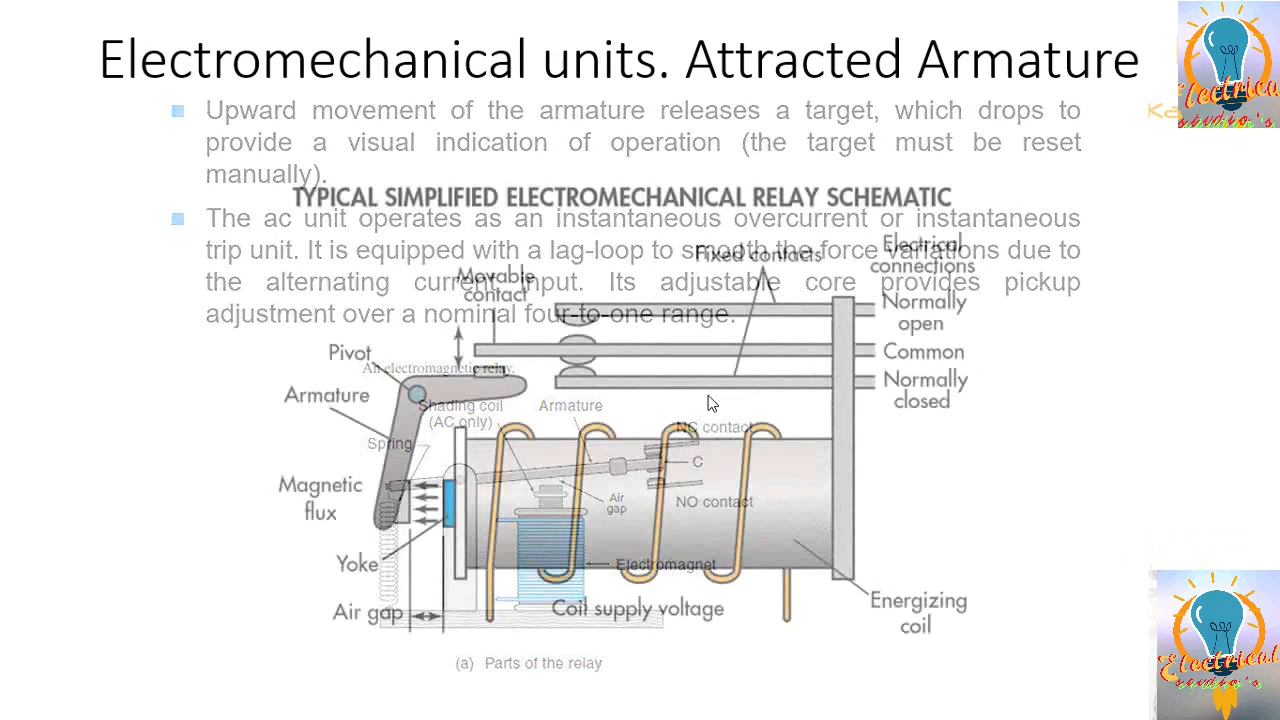 Electromechanical units. Attracted Armature
Upward movement of the armature releases a target, which drops to
provide a visual indication of operation (the target must be reset
manually).
TYPICAL SIMPLIFIED ELECTROMECHANICAL RELAY SCHEMATIC
The ac unit operates as an instantaneous overcurrent or instantaneous
trip unit. It is equipped with a lag-loop to smooth the force variations due to
the alternating current input. Its adjustable core provides pickup
adjustment over a nominal four-to-one range.
Fixed contacts
Electrical
connections
Movable
contact
Normally
open
Pivot
Common
An electromagnetic relay.
Normally
closed
Armature
Shading coil
(AC only)
Armature
NC contact
Spring
C
Magnetic
flux
Air
gap
NO contact
Yoke
Electromagnet
Air gap
Coil supply voltage
Energizing
coil
(a) Parts of the relay
Electrical
studio's
Electrical
studio's